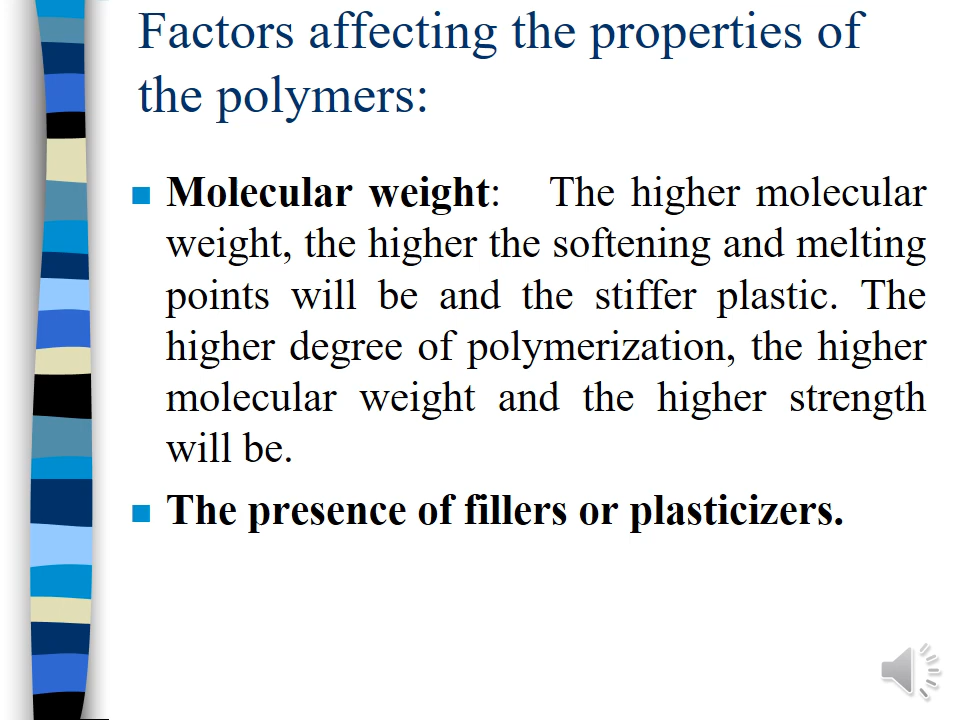 Factors affecting the properties of
the polymers:
Molecular weight: The higher molecular
weight, the higher the softening and melting
points will be and the stiffer plastic. The
higher degree of polymerization, the higher
molecular weight and the higher strength
will be.
The presence of fillers or plasticizers.